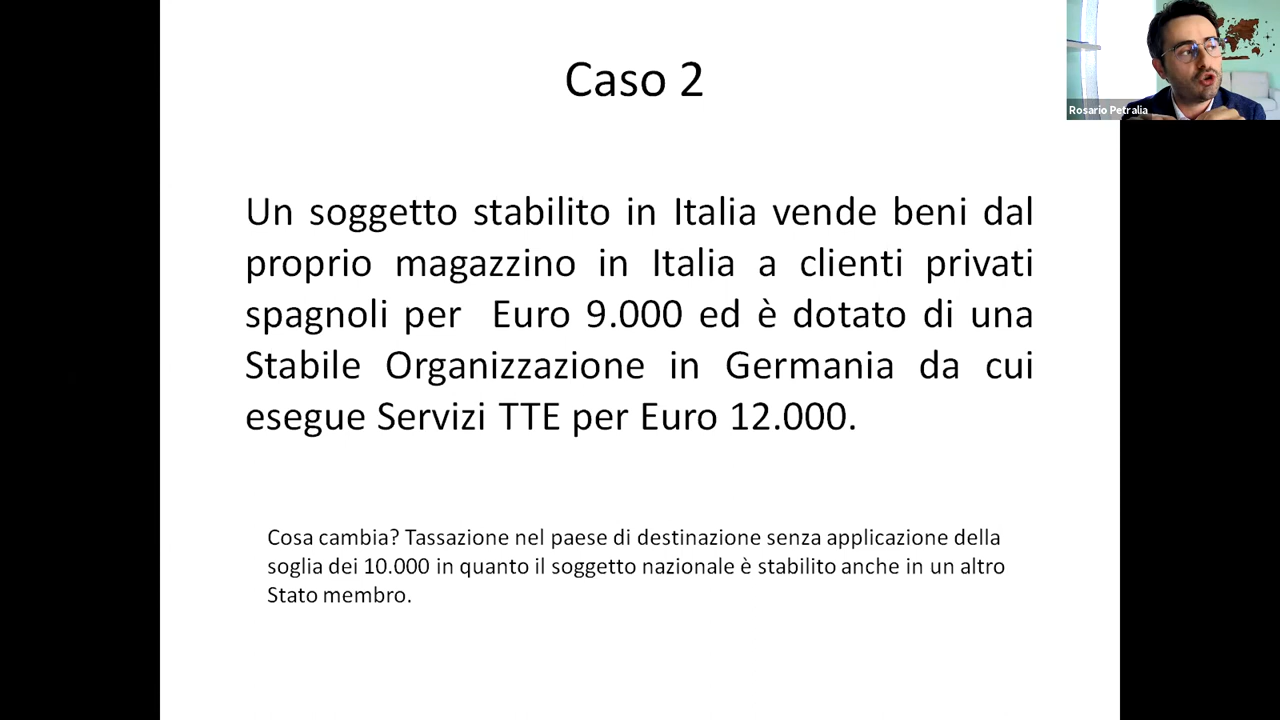 Caso 2
Rosario Petralia
Un soggetto stabilito in Italia vende beni dal
proprio magazzino in Italia a clienti privati
spagnoli per Euro 9.000 ed è dotato di una
Stabile Organizzazione in Germania da cui
esegue Servizi TTE per Euro 12.000.
Cosa cambia? Tassazione nel paese di destinazione senza applicazione della
soglia dei 10.000 in quanto il soggetto nazionale è stabilito anche in un altro
Stato membro.